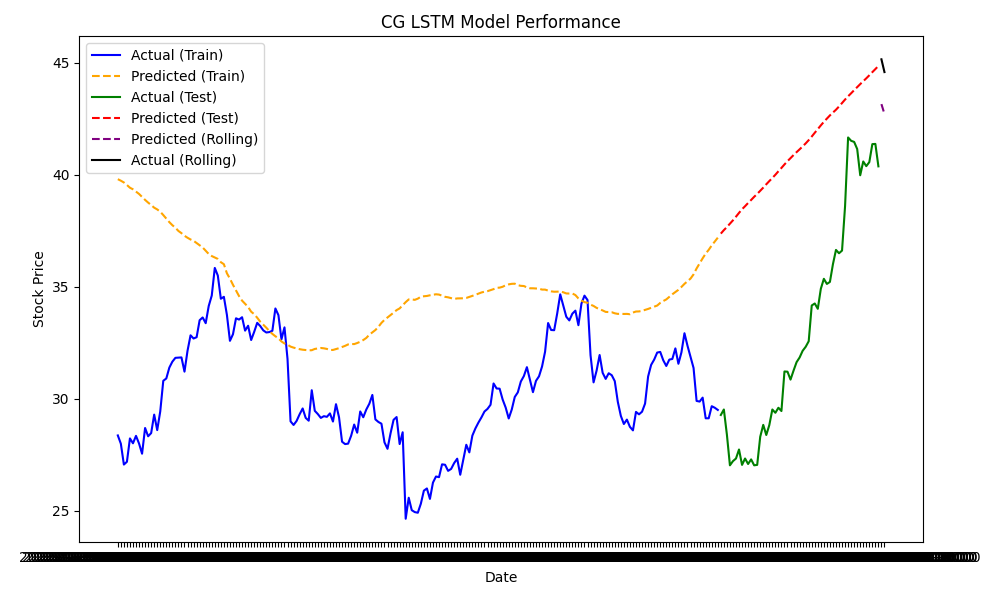 CG LSTM Model Performance
Actual (Train)
Predicted (Train)
Actual (Test)
Predicted (Test)
Predicted (Rolling)
Actual (Rolling)
45
40
35
30
25
Stock Price
Date